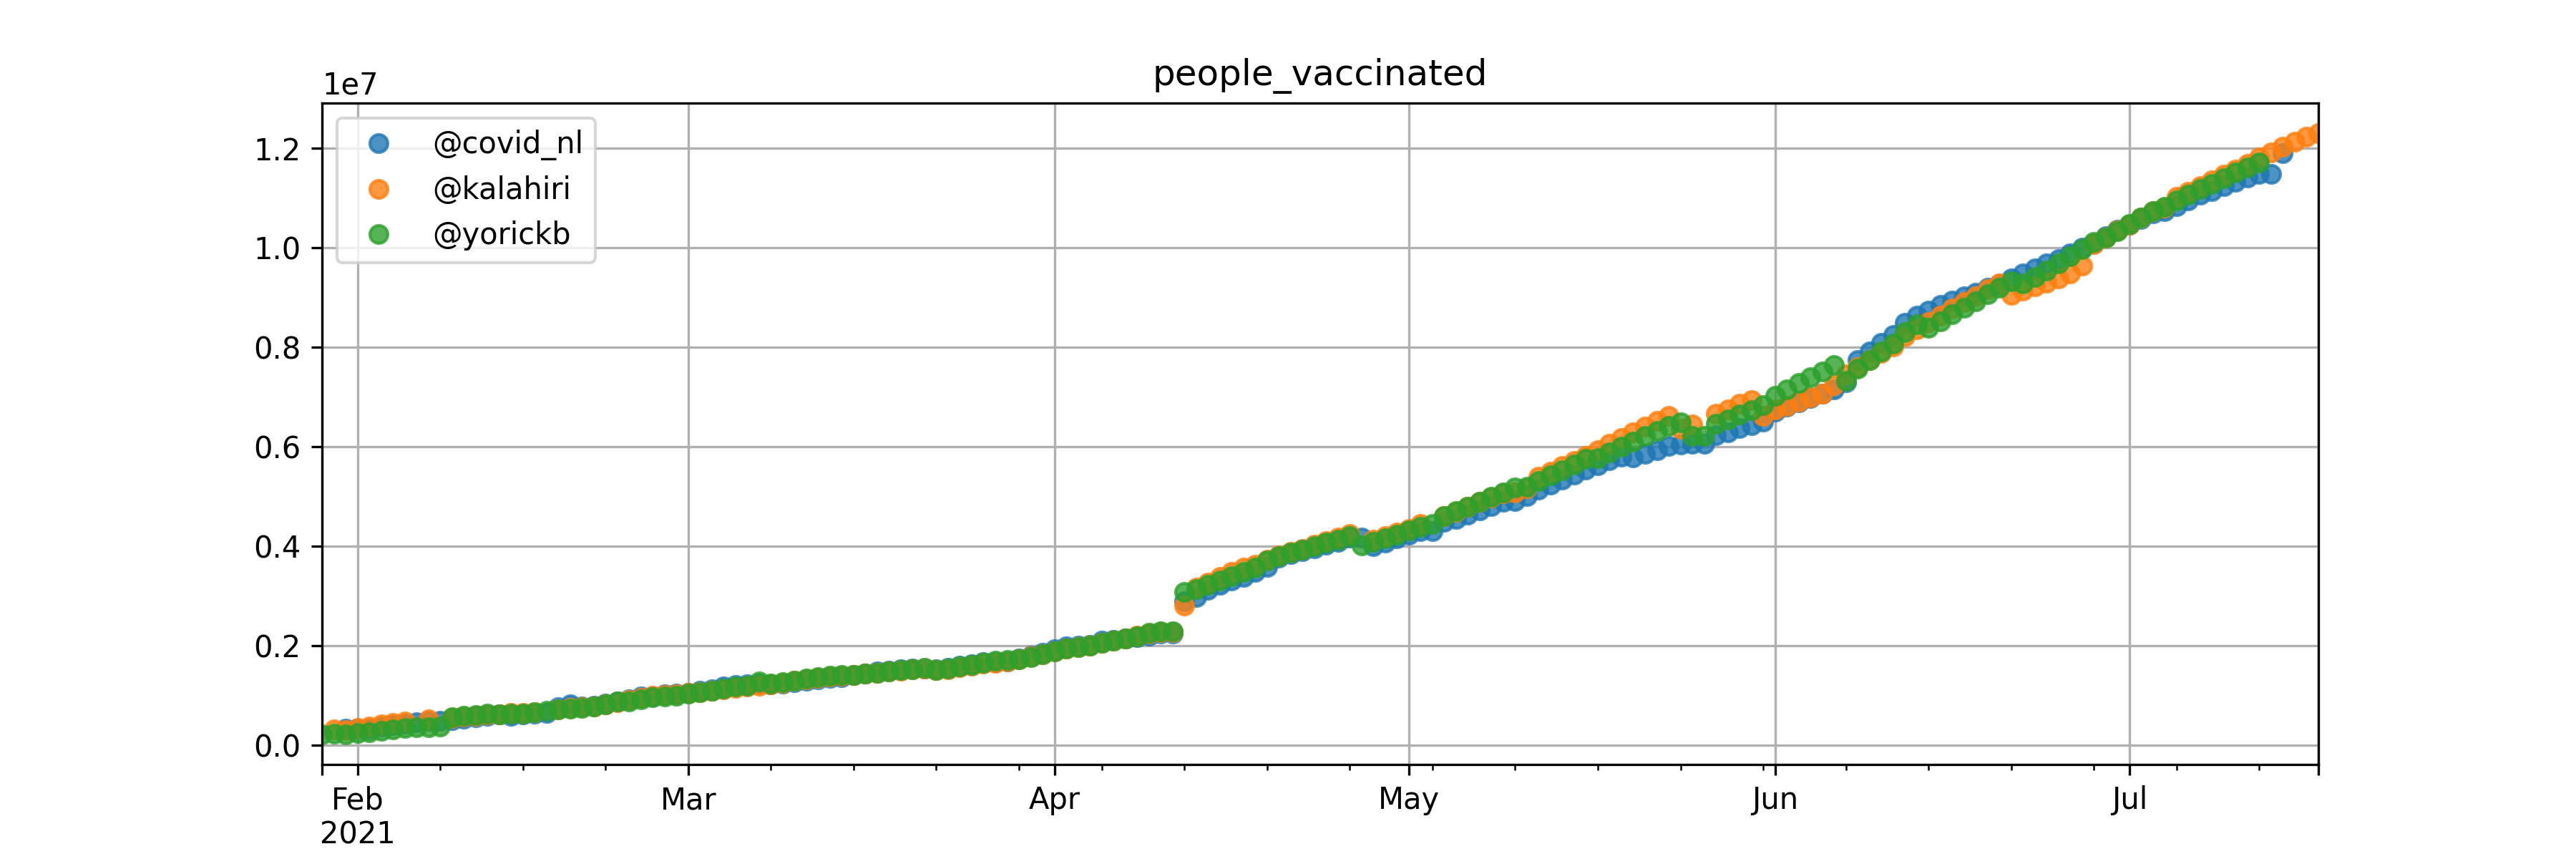 people_vaccinated
1e7
@covid_nl
@kalahiri
@yorickb
1.2
1.0
0.8
0.6
0.4
0.2
0.0
Feb Mar Apr May Jun Jul
2021